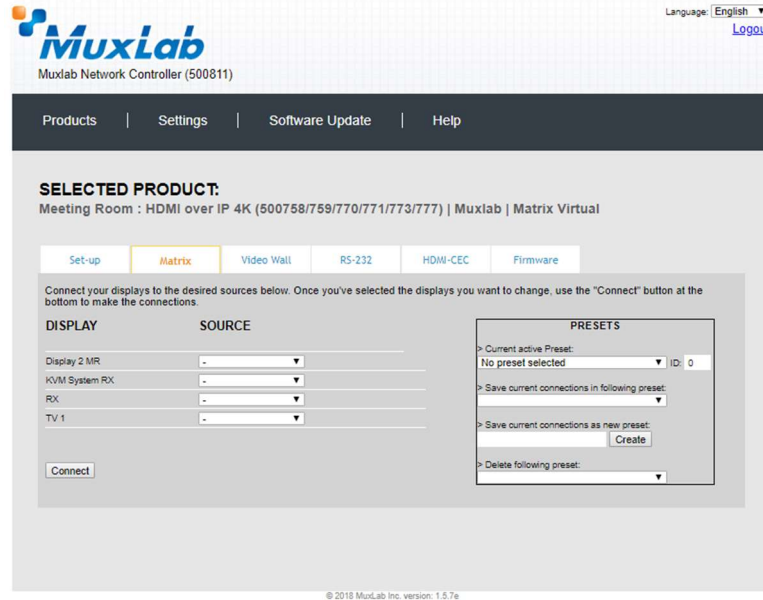 Language: English
Logou
MuxLab
Muxlab Network Controller (500811)
Products | Settings | Software Update | Help
SELECTED PRODUCT:
Meeting Room : HDMI over IP 4K (500758/759/770/771/773/777) | Muxlab | Matrix Virtual
Set-up Matrix Video Wall RS-232 HDMI-CEC Firmware
Connect your displays to the desired sources below. Once you've selected the displays you want to change, use the "Connect" button at the
bottom to make the connections.
DISPLAY SOURCE
Display 2 MR -
KVM System RX -
RX -
TV 1 -
Connect
PRESETS
> Current active Preset:
No preset selected ID: 0
> Save current connections in following preset:
> Save current connections as new preset:
Create
> Delete following preset:
© 2018 MuxLab Inc. version: 1.5.7e